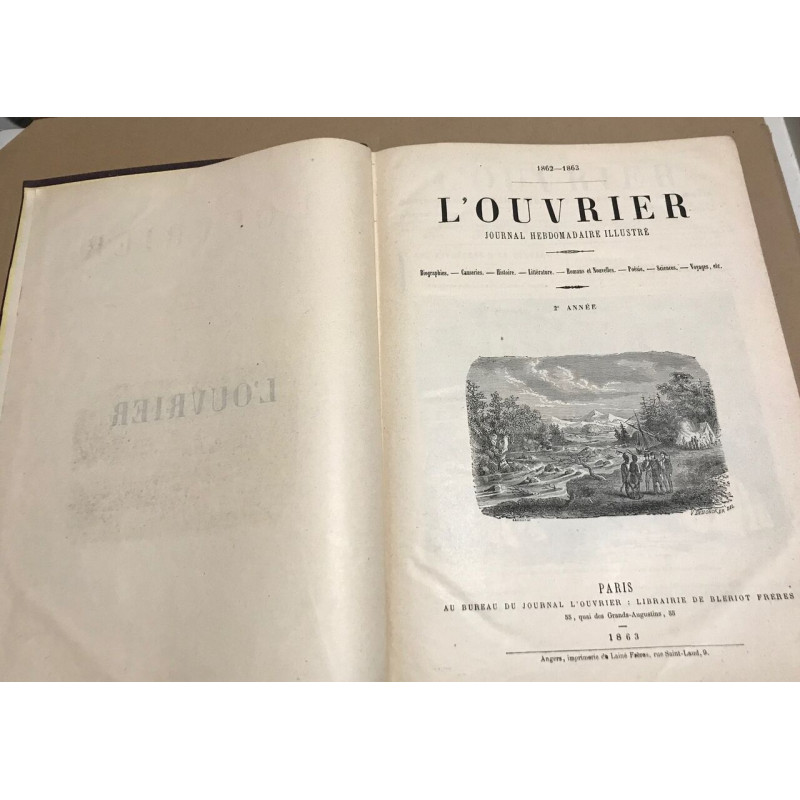 1862—1863
L'OUVRIER
JOURNAL HEBDOMADAIRE ILLUSTRÉ
Biographies, — Causeries. — Histoire. — Littérature. — Romans et Nouvelles. — Poésie, — Sciences, — Voyages, etc.
2e ANNÉE
PARIS
AU BUREAU DU JOURNAL L'OUVRIER : LIBRAIRIE DE BLERIOT FRÈRES
55, quai des Grands-Augustins, 55
1863
Angers, imprimerie de Lainé Frères, rue Saint-Laud, 9.
L'OUVRIER